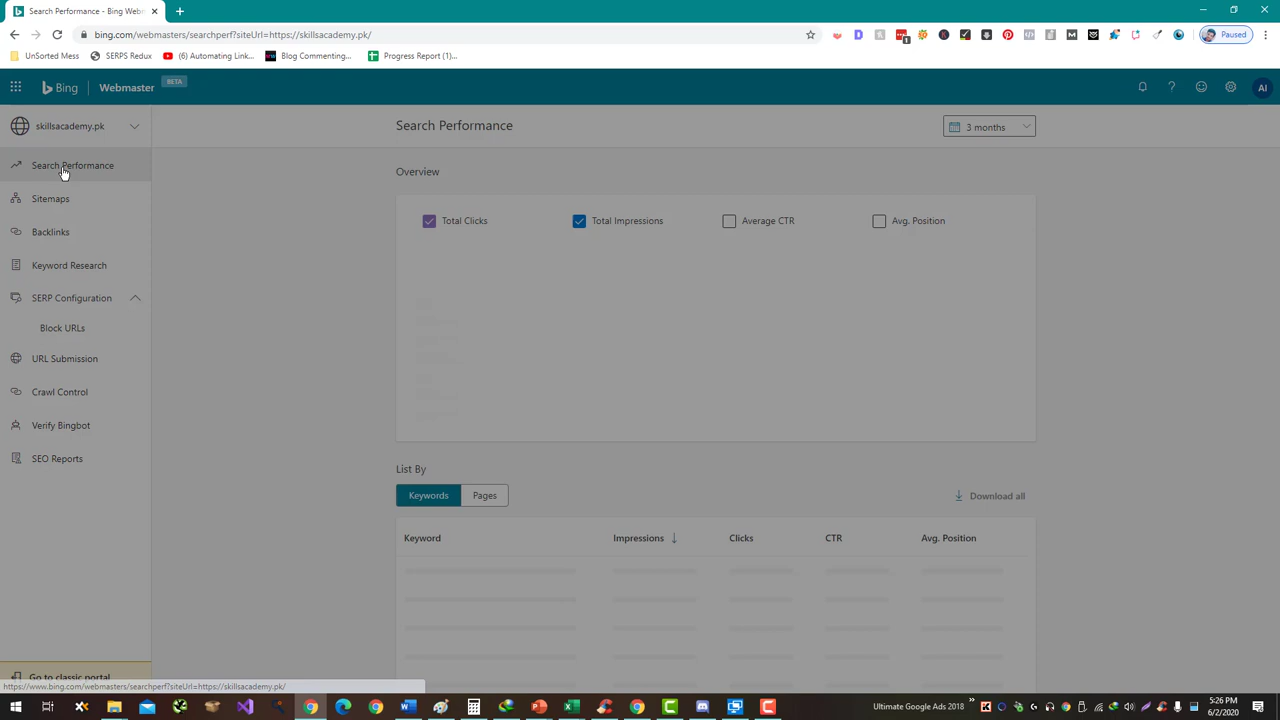 Search Performance - Bing Web
bing.com/webmasters/searchperf?siteUrl=https://skillsacademy.pk/
Paused
UnSorted Mess
SERPS Redux
(6) Automating Link...
Blog Commenting...
Progress Report (1)...
Bing
Webmaster
BETA
AI
skillsacademy.pk
Search Performance
3 months
Search Performance
Sitemaps
Backlinks
Keyword Research
SERP Configuration
Block URLs
URL Submission
Crawl Control
Verify Bingbot
SEO Reports
Go to classic portal
Overview
Total Clicks
Total Impressions
Average CTR
Avg. Position
List By
Keywords
Pages
Download all
Keyword
Impressions
Clicks
CTR
Avg. Position
https://www.bing.com/webmasters/searchperf?siteUrl=https://skillsacademy.pk/
Ultimate Google Ads 2018
5:26 PM
6/2/2020